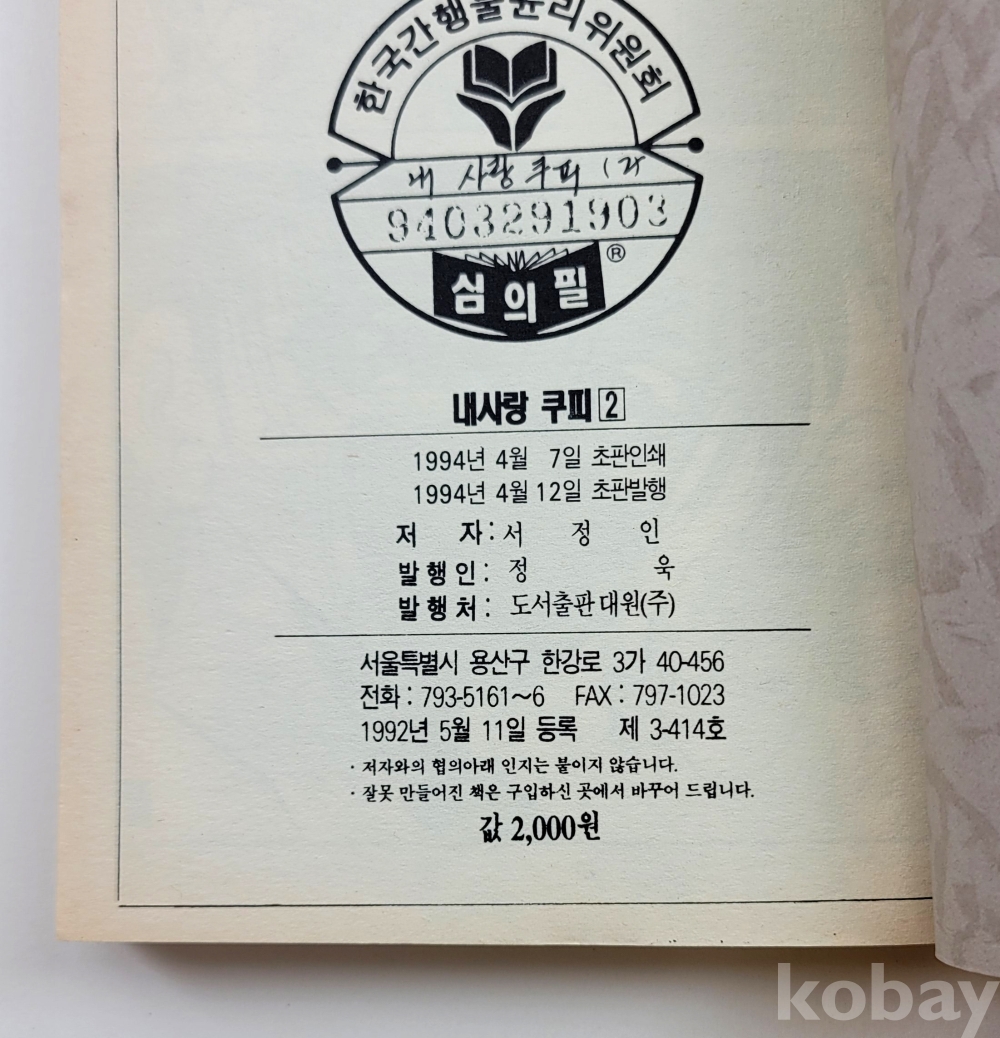 한국간행물윤리위원회
내 사랑 쿠피 (2)
9403291903
심의필 ®
내사랑 쿠피 2
1994년 4월 7일 초판인쇄
1994년 4월 12일 초판발행
저 자 : 서 정 인
발행인 : 정 욱
발행처 : 도서출판 대원(주)
서울특별시 용산구 한강로 3가 40-456
전화 : 793-5161~6 FAX : 797-1023
1992년 5월 11일 등록 제 3-414호
· 저자와의 협의아래 인지는 붙이지 않습니다.
· 잘못 만들어진 책은 구입하신 곳에서 바꾸어 드립니다.
값 2,000원
kobay